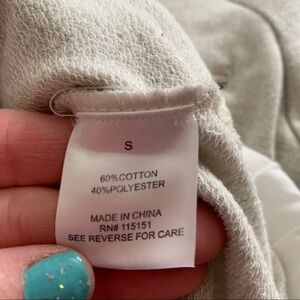 S
60%COTTON
40%POLYESTER
MADE IN CHINA
RN# 115151
SEE REVERSE FOR CARE